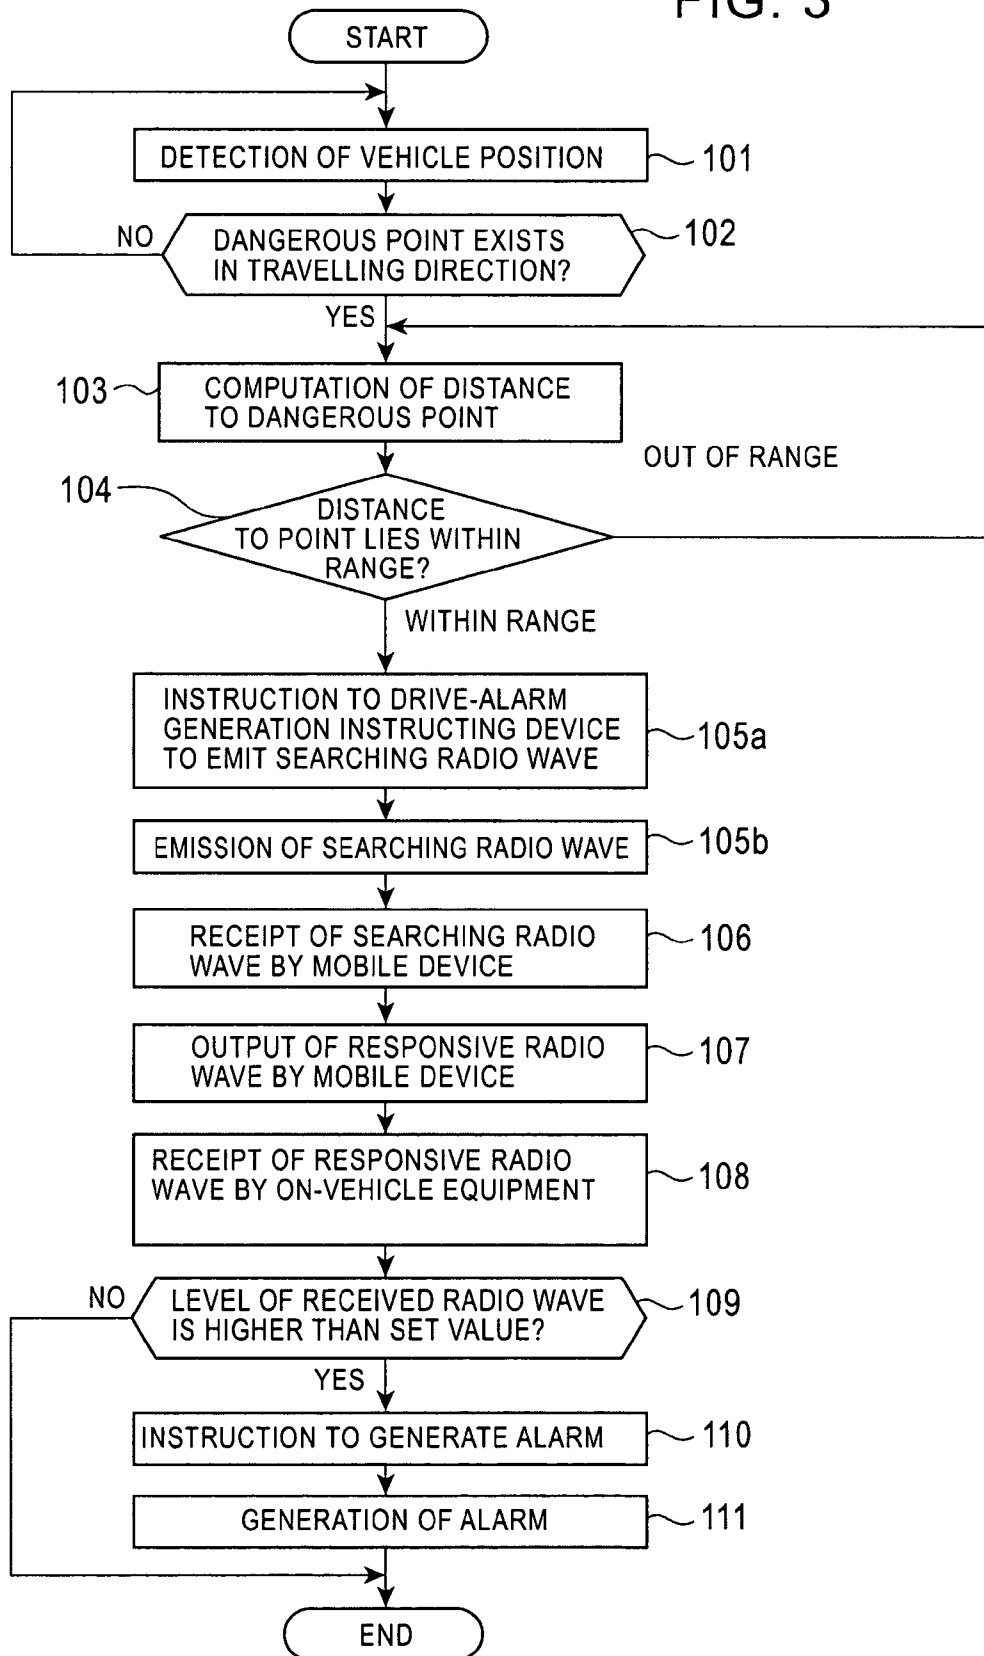 FIG. 3
START
DETECTION OF VEHICLE POSITION
101
NO
DANGEROUS POINT EXISTS
IN TRAVELLING DIRECTION?
102
YES
103
COMPUTATION OF DISTANCE
TO DANGEROUS POINT
OUT OF RANGE
104
DISTANCE
TO POINT LIES WITHIN
RANGE?
WITHIN RANGE
INSTRUCTION TO DRIVE-ALARM
GENERATION INSTRUCTING DEVICE
TO EMIT SEARCHING RADIO WAVE
105a
EMISSION OF SEARCHING RADIO WAVE
105b
RECEIPT OF SEARCHING RADIO
WAVE BY MOBILE DEVICE
106
OUTPUT OF RESPONSIVE RADIO
WAVE BY MOBILE DEVICE
107
RECEIPT OF RESPONSIVE RADIO
WAVE BY ON-VEHICLE EQUIPMENT
108
NO
LEVEL OF RECEIVED RADIO WAVE
IS HIGHER THAN SET VALUE?
109
YES
INSTRUCTION TO GENERATE ALARM
110
GENERATION OF ALARM
111
END